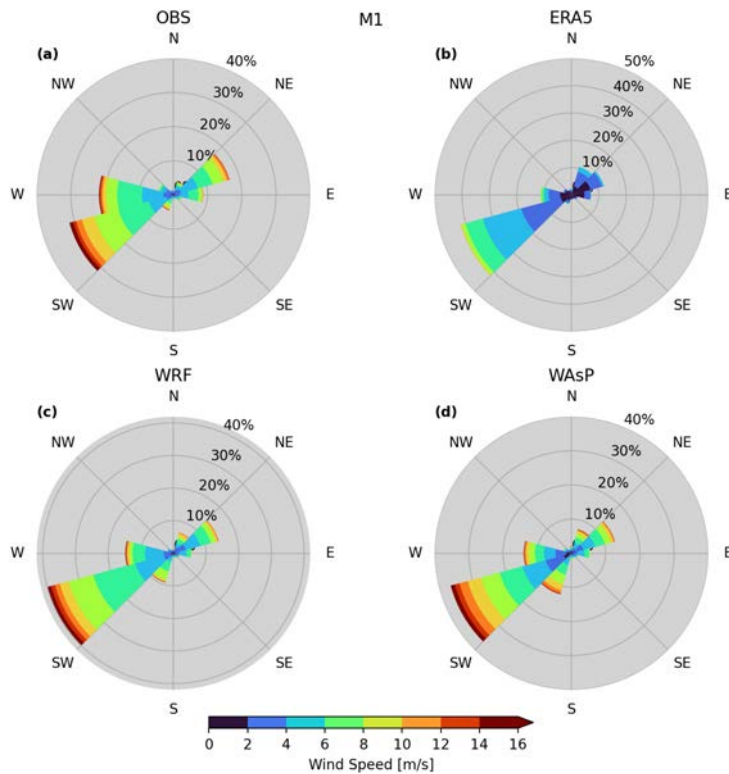 OBS
M1
ERA5
N
N
(a)
40%
(b)
50%
NW
NE
NW
40%
NE
30%
30%
20%
20%
10%
10%
W
E
W
E
SW
SE
SW
SE
S
S
WRF
WAsP
N
N
(c)
40%
(d)
40%
NW
NE
NW
NE
30%
30%
20%
20%
10%
10%
W
E
W
E
SW
SE
SW
SE
S
S
0 2 4 6 8 10 12 14 16
Wind Speed [m/s]